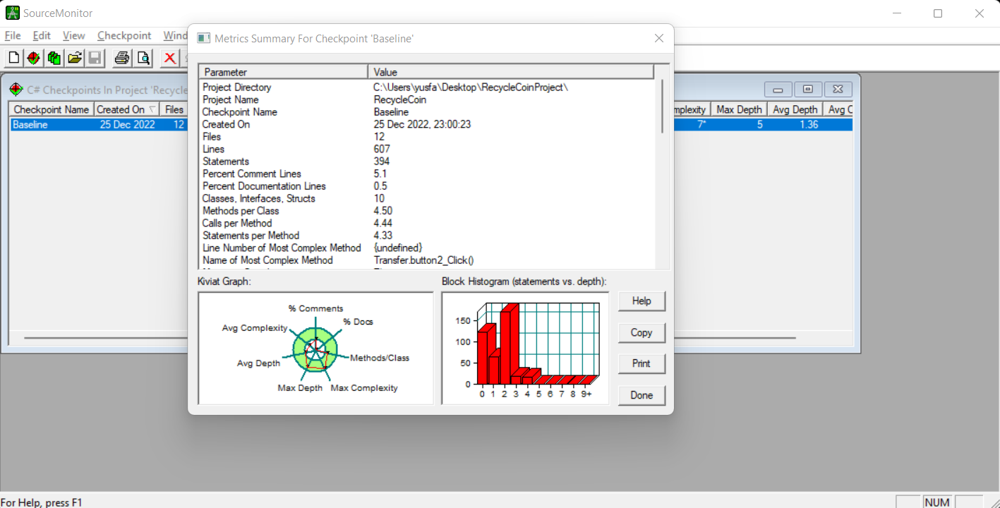 SourceMonitor
File Edit View Checkpoint Wind
Metrics Summary For Checkpoint 'Baseline'
C# Checkpoints In Project 'Recycle
Checkpoint Name Created On Files mplexity Max Depth Avg Depth Avg C
Baseline 25 Dec 2022 12 7* 5 1.36
Parameter Value
Project Directory C:\Users\yusfa\Desktop\RecycleCoinProject\
Project Name RecycleCoin
Checkpoint Name Baseline
Created On 25 Dec 2022, 23:00:23
Files 12
Lines 607
Statements 394
Percent Comment Lines 5.1
Percent Documentation Lines 0.5
Classes, Interfaces, Structs 10
Methods per Class 4.50
Calls per Method 4.44
Statements per Method 4.33
Line Number of Most Complex Method {undefined}
Name of Most Complex Method Transfer.button2_Click()
Kiviat Graph:
% Comments
% Docs
Avg Complexity
Methods/Class
Avg Depth
Max Depth Max Complexity
Block Histogram (statements vs. depth):
150
100
50
0
0 1 2 3 4 5 6 7 8 9+
Help
Copy
Print
Done
For Help, press F1 NUM